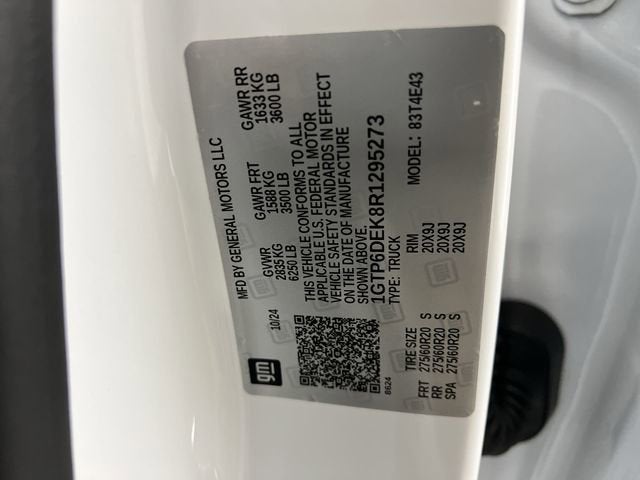 gm
10/24
MFD BY GENERAL MOTORS LLC
GVWR GAWR FRT GAWR RR
2835 KG 1588 KG 1633 KG
6250 LB 3500 LB 3600 LB
THIS VEHICLE CONFORMS TO ALL
APPLICABLE U.S. FEDERAL MOTOR
VEHICLE SAFETY STANDARDS IN EFFECT
ON THE DATE OF MANUFACTURE
SHOWN ABOVE.
1GTP6DEK8R1295273
TYPE: TRUCK MODEL: 83T4E43
B624
TIRE SIZE RIM
FRT 275/60R20 S 20X9J
RR 275/60R20 S 20X9J
SPA 275/60R20 S 20X9J